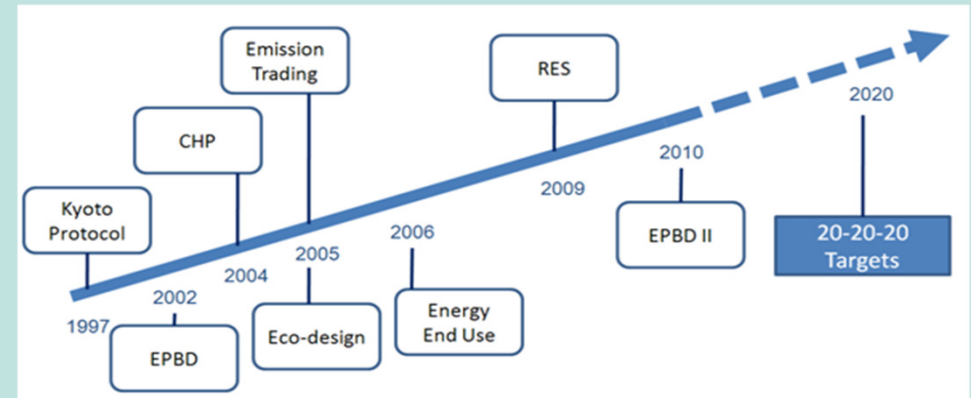 Emission
Trading
RES
2020
CHP
2010
2009
Kyoto
Protocol
EPBD II
20-20-20
Targets
2006
2005
2004
2002
1997
Energy
End Use
Eco-design
EPBD